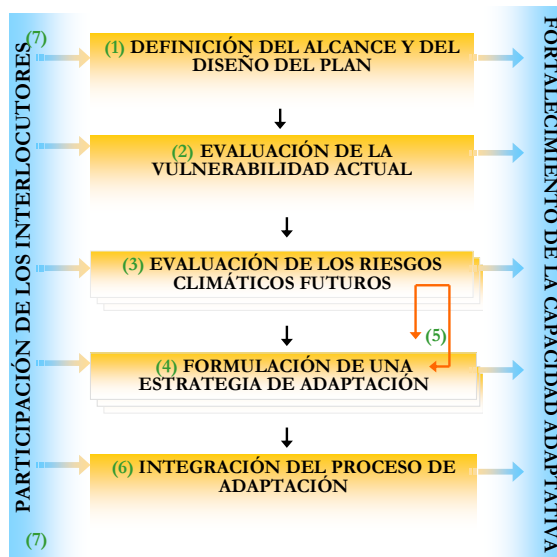 (7)
PARTICIPACIÓN DE LOS INTERLOCUTORES
(7)
(1) DEFINICIÓN DEL ALCANCE Y DEL
DISEÑO DEL PLAN
(2) EVALUACIÓN DE LA
VULNERABILIDAD ACTUAL
(3) EVALUACIÓN DE LOS RIESGOS
CLIMÁTICOS FUTUROS
(5)
(4) FORMULACIÓN DE UNA
ESTRATEGIA DE ADAPTACIÓN
(6) INTEGRACIÓN DEL PROCESO DE
ADAPTACIÓN
FORTALECIMIENTO DE LA CAPACIDAD ADAPTATIVA